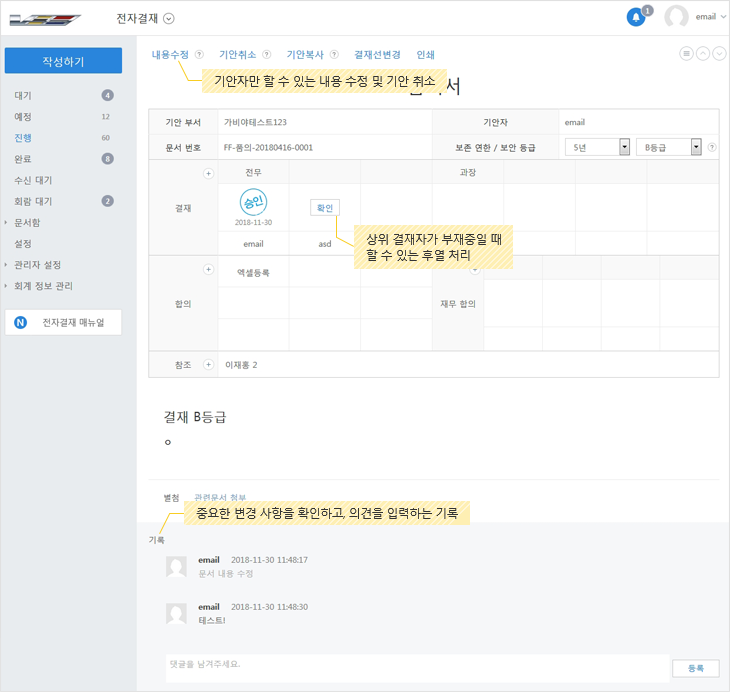 전자결재
1
email
작성하기
대기 4
예정 12
진행 60
완료 8
수신 대기
회람 대기 2
문서함
설정
관리자 설정
회계 정보 관리
N 전자결재 매뉴얼
내용수정 ? 기안취소 ? 기안복사 ? 결재선변경 인쇄
기안자만 할 수 있는 내용 수정 및 기안 취소
서
기안 부서 가비아테스트123 기안자 email
문서 번호 FF-품의-20180416-0001 보존 연한 / 보안 등급 5년 B등급 ?
결재 + 전무 과장
승인
2018-11-30
확인
email asd
상위 결재자가 부재중일 때
할 수 있는 후열 처리
합의 + 엑셀등록 재무 합의 +
참조 + 이재홍 2
결재 B등급
ㅇ
별첨 관련문서 첨부
중요한 변경 사항을 확인하고, 의견을 입력하는 기록
기록
email 2018-11-30 11:48:17
문서 내용 수정
email 2018-11-30 11:48:30
테스트!
댓글을 남겨주세요.
등록